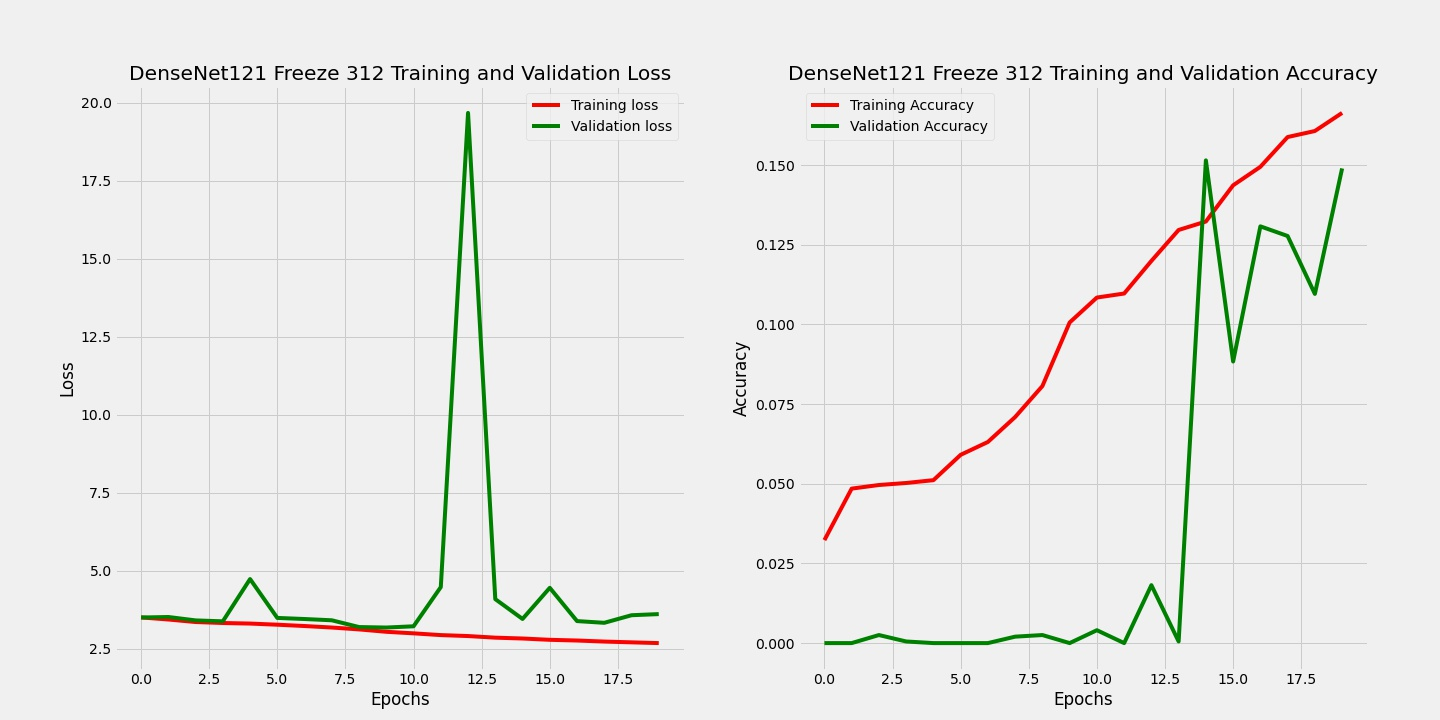 DenseNet121 Freeze 312 Training and Validation Loss
Training loss
Validation loss
20.0
17.5
15.0
12.5
10.0
7.5
5.0
2.5
Loss
0.0 2.5 5.0 7.5 10.0 12.5 15.0 17.5
Epochs
DenseNet121 Freeze 312 Training and Validation Accuracy
Training Accuracy
Validation Accuracy
0.150
0.125
0.100
0.075
0.050
0.025
0.000
Accuracy
0.0 2.5 5.0 7.5 10.0 12.5 15.0 17.5
Epochs